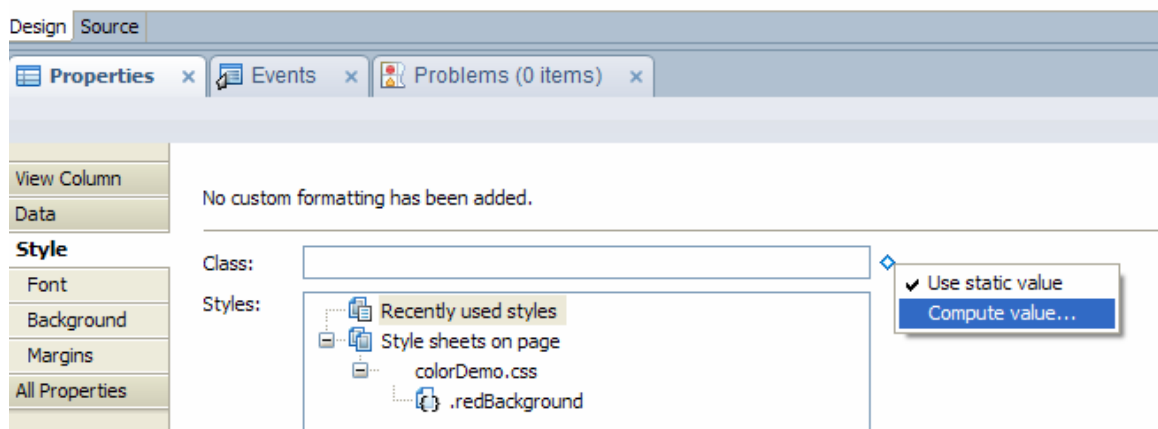 Design Source
Properties Events Problems (0 items)
View Column
Data
Style
Font
Background
Margins
All Properties
No custom formatting has been added.
Class:
Use static value
Compute value...
Styles:
Recently used styles
Style sheets on page
colorDemo.css
.redBackground